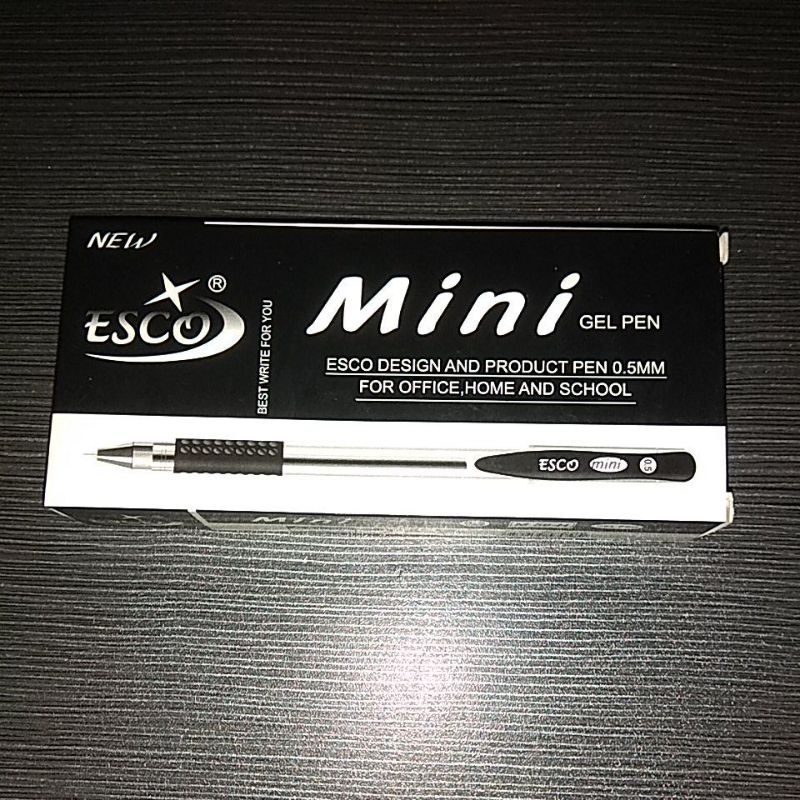 NEW
ESCO®
BEST WRITE FOR YOU
Mini GEL PEN
ESCO DESIGN AND PRODUCT PEN 0.5MM
FOR OFFICE,HOME AND SCHOOL
ESCO mini 0.5
Mini